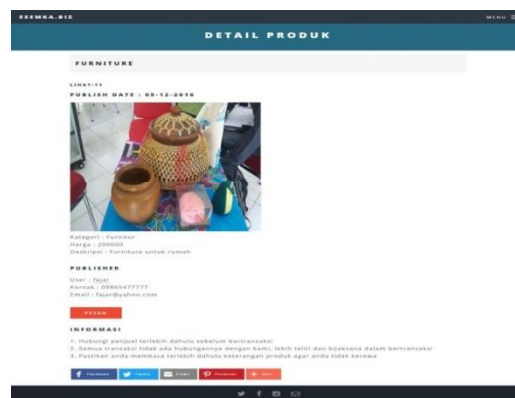 ESEMKA.BIZ
MENU
DETAIL PRODUK
FURNITURE
LIHAT:11
PUBLISH DATE : 05-12-2016
Kategori : Furnitur
Harga : 200000
Deskripsi : Furniture untuk rumah
PUBLISHER
User : fajar
Kontak : 09865477777
Email : fajar@yahoo.com
PESAN
INFORMASI
1. Hubungi penjual terlebih dahulu sebelum bertransaksi
2. Semua transaksi tidak ada hubungannya dengan kami, lebih teliti dan bijaksana dalam bertransaksi
3. Pastikan anda membaca terlebih dahulu keterangan produk agar anda tidak kecewa
Facebook
Twitter
Email
Pinterest